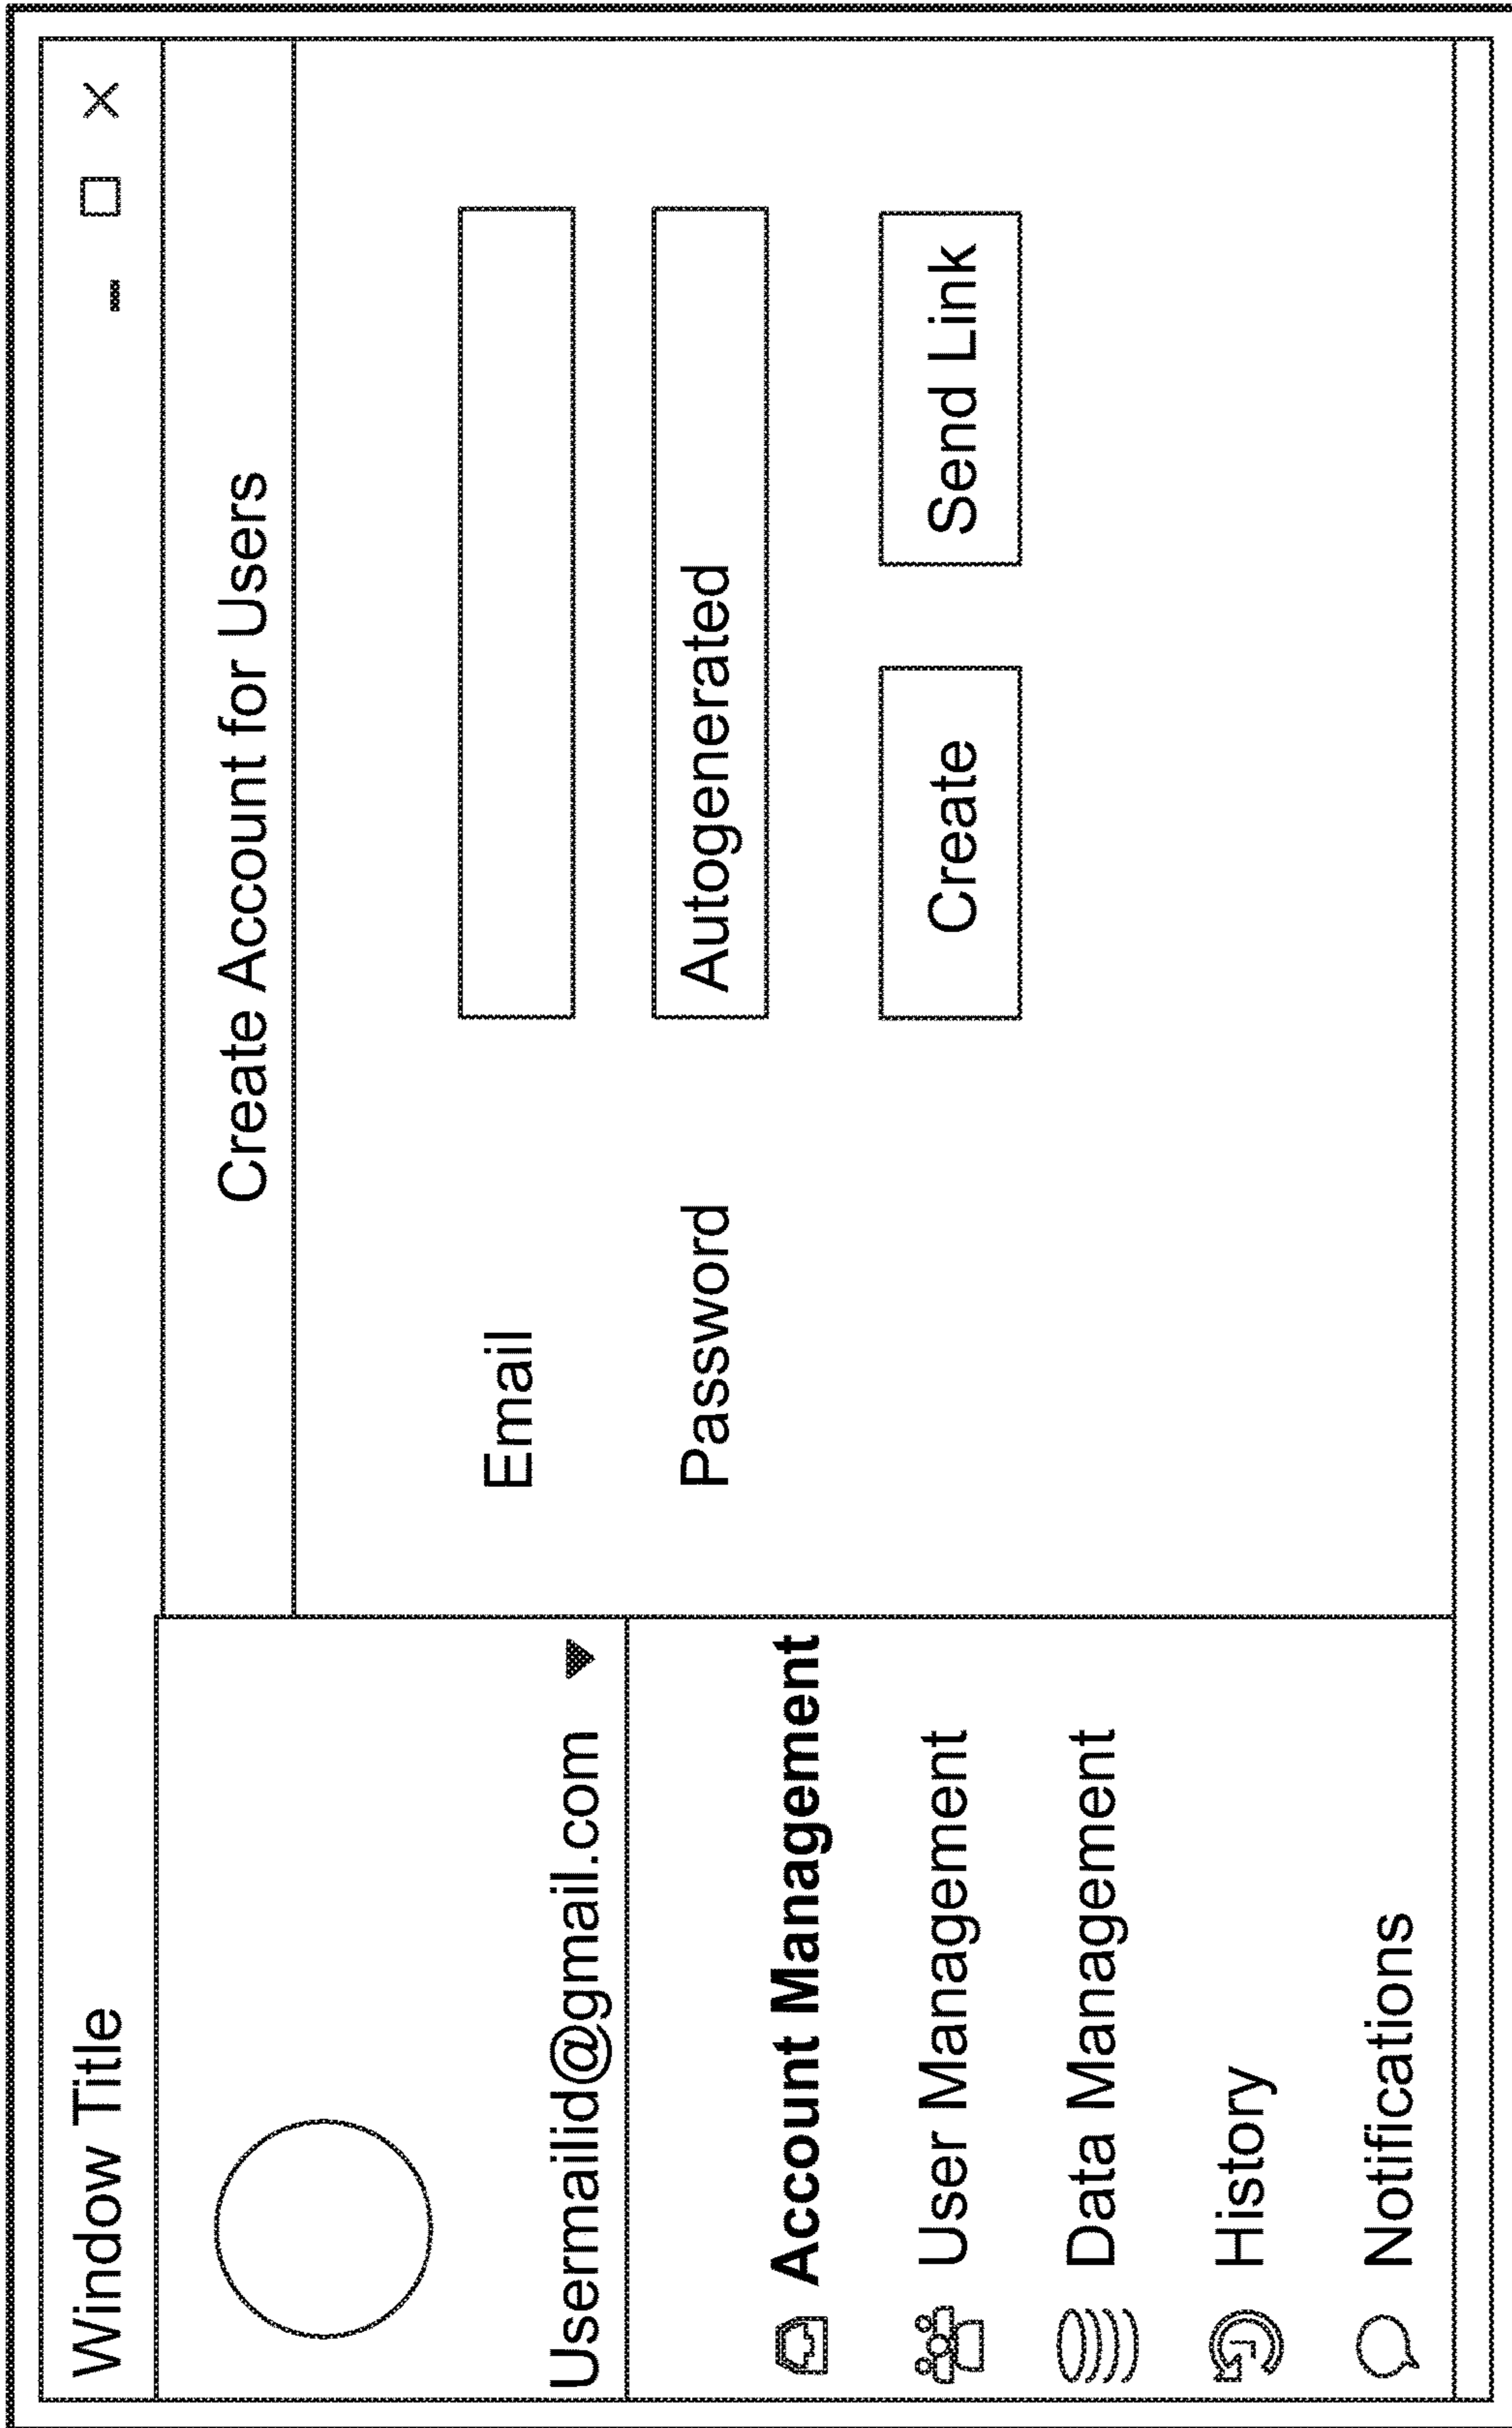 Window Title
Usermailid@gmail.com
Account Management
User Management
Data Management
History
Notifications
Create Account for Users
Email
Password
Autogenerated
Create
Send Link